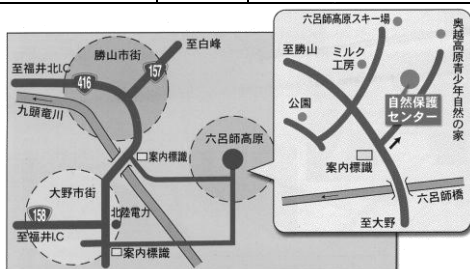 至白峰
勝山市街
157
至福井北I.C
416
九頭竜川
六呂師高原
案内標識
大野市街
北陸電力
158
至福井I.C
案内標識
六呂師高原スキー場
奥越高原青少年自然の家
至勝山
ミルク
工房
自然保護
センター
公園
案内標識
六呂師橋
至大野